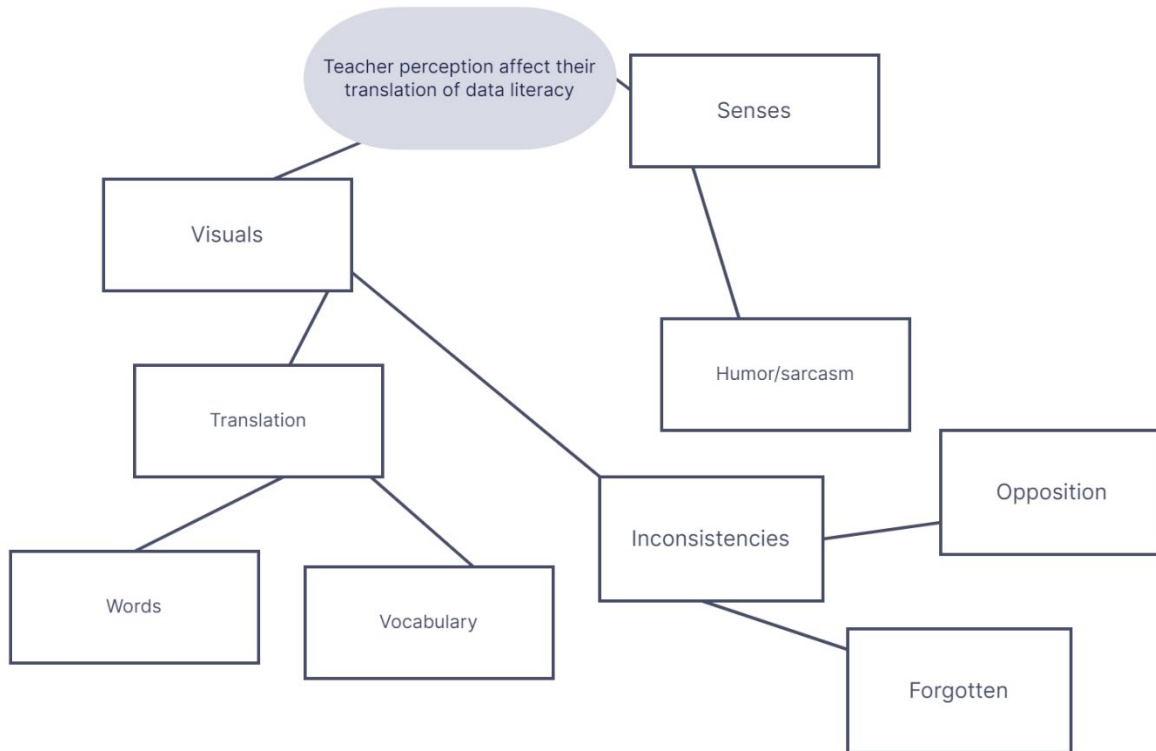 Teacher perception affect their
translation of data literacy
Senses
Visuals
Humor/sarcasm
Translation
Opposition
Inconsistencies
Words
Vocabulary
Forgotten